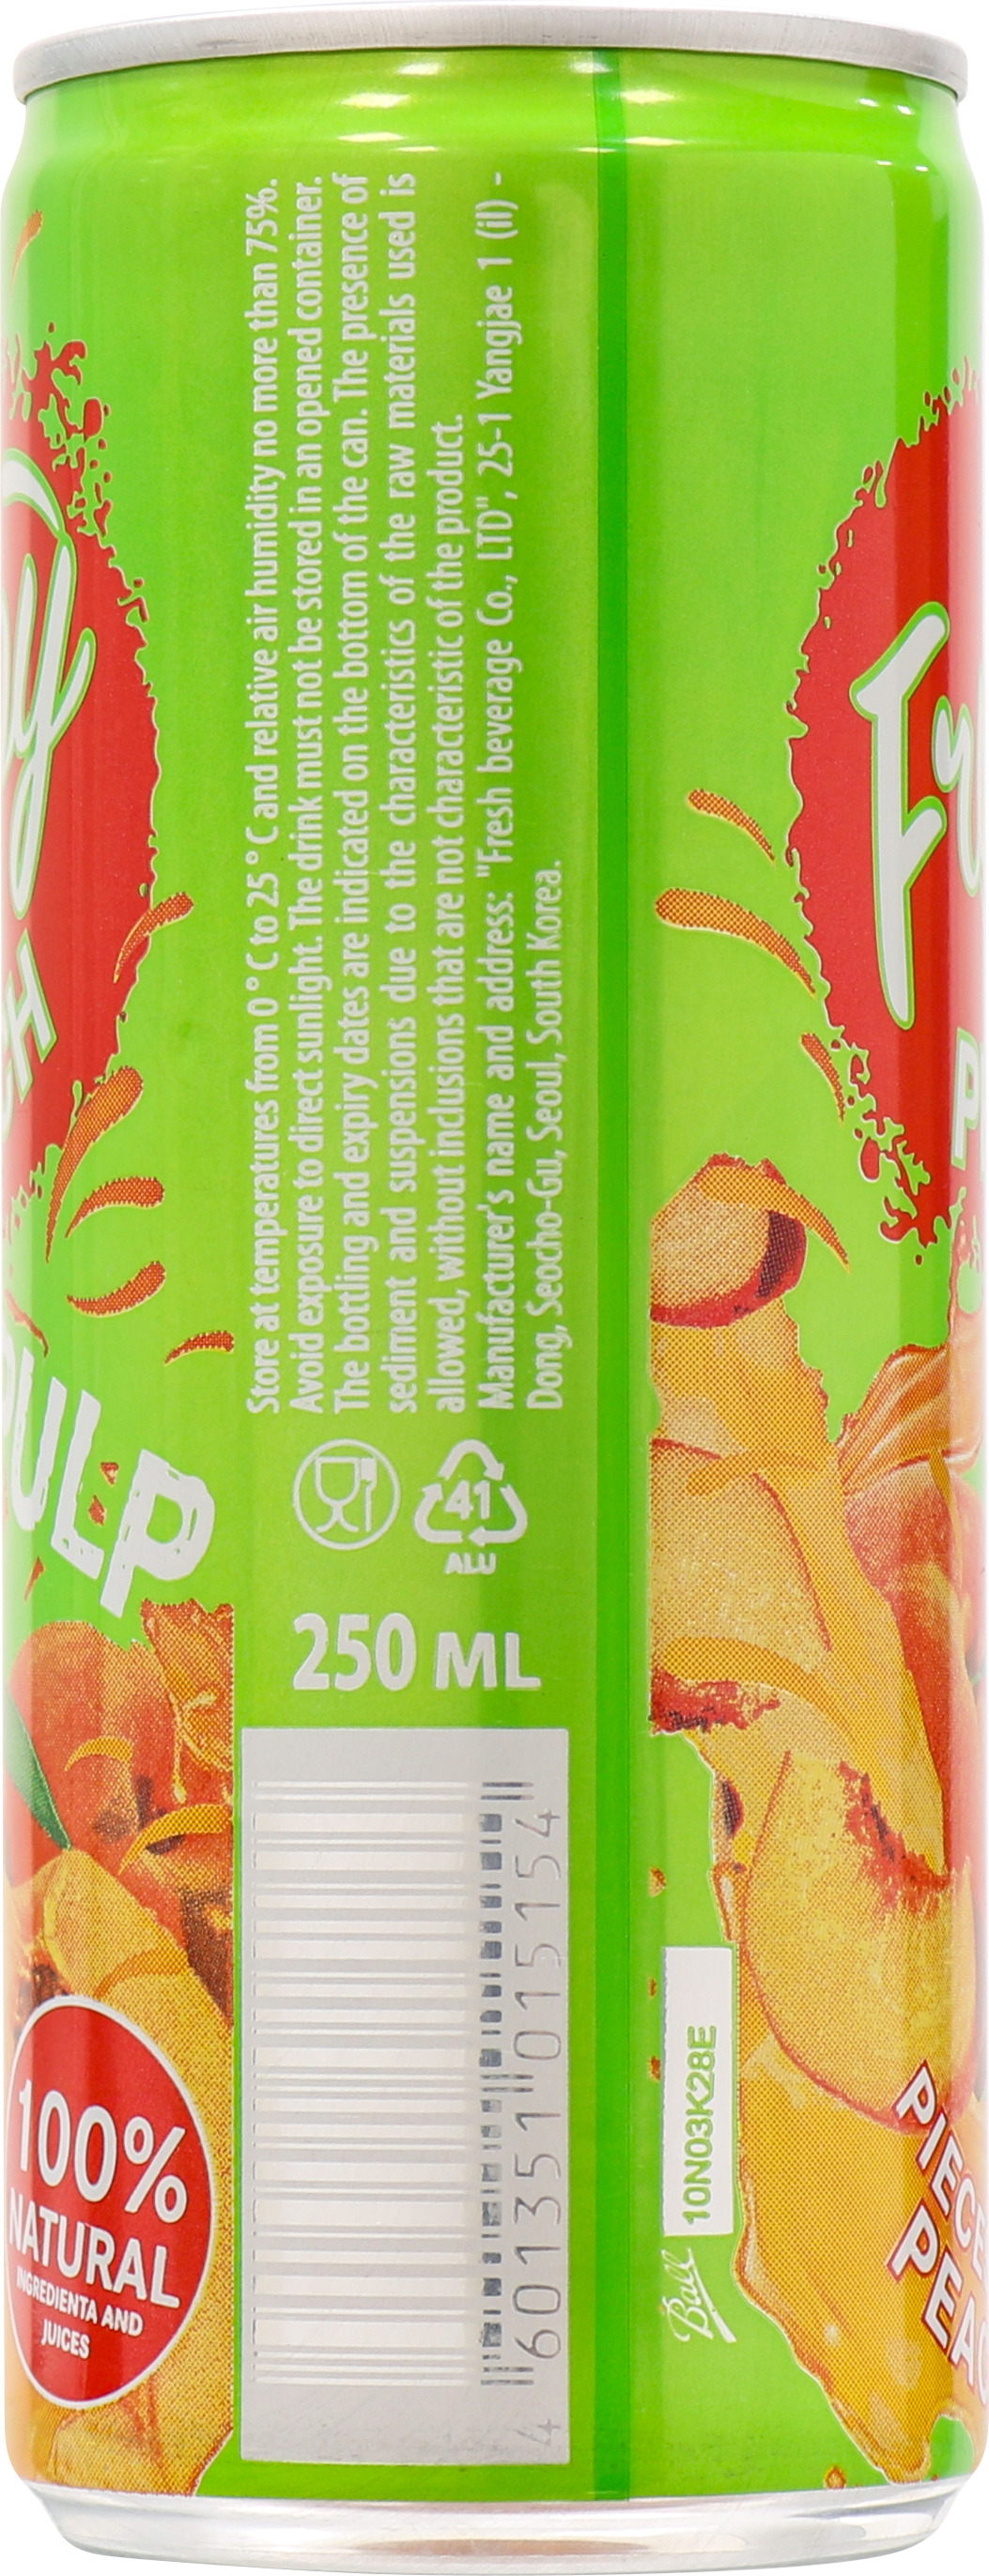 Store at temperatures from 0°C to 25°C and relative air humidity no more than 75%.
Avoid exposure to direct sunlight. The drink must not be stored in an opened container.
The bottling and expiry dates are indicated on the bottom of the can. The presence of
sediment and suspensions due to the characteristics of the raw materials used is
allowed, without inclusions that are not characteristic of the product.
Manufacturer's name and address: "Fresh beverage Co., LTD", 25-1 Yangjae 1 (il) -
Dong, Seocho-Gu, Seoul, South Korea.
41
ALU
250 ML
4601351015154
PULP
100%
NATURAL
INGREDIENTA AND
JUICES
10N03K28E
Ball